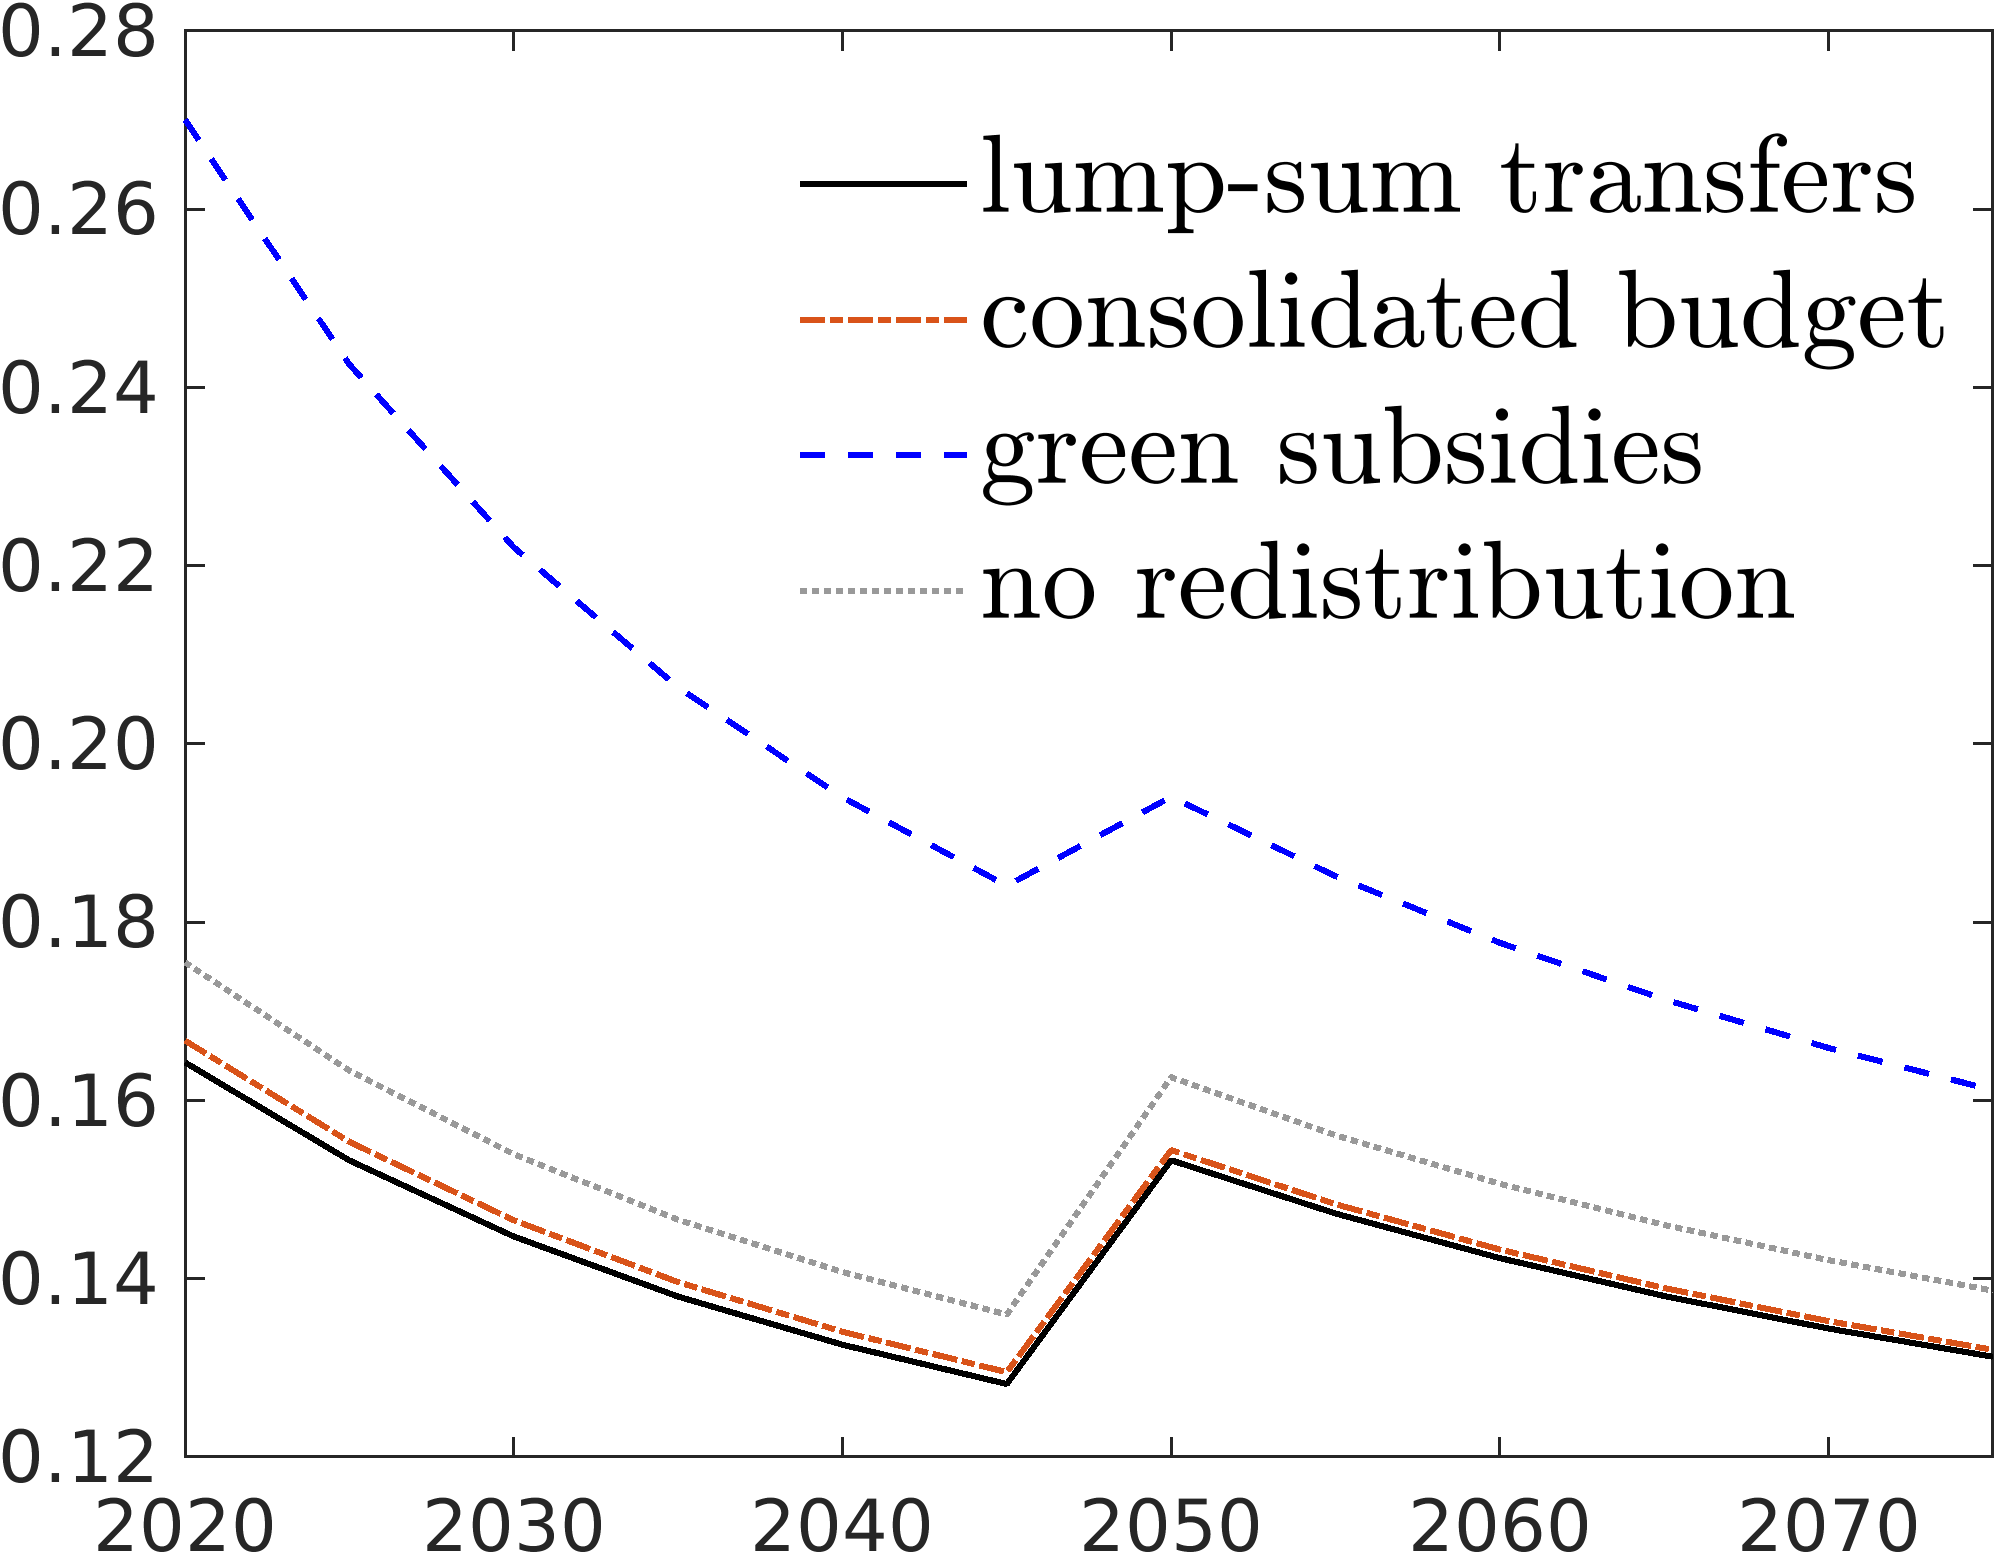 0.28
0.26
0.24
0.22
0.20
0.18
0.16
0.14
0.12
lump-sum transfers
consolidated budget
green subsidies
no redistribution
2020 2030 2040 2050 2060 2070